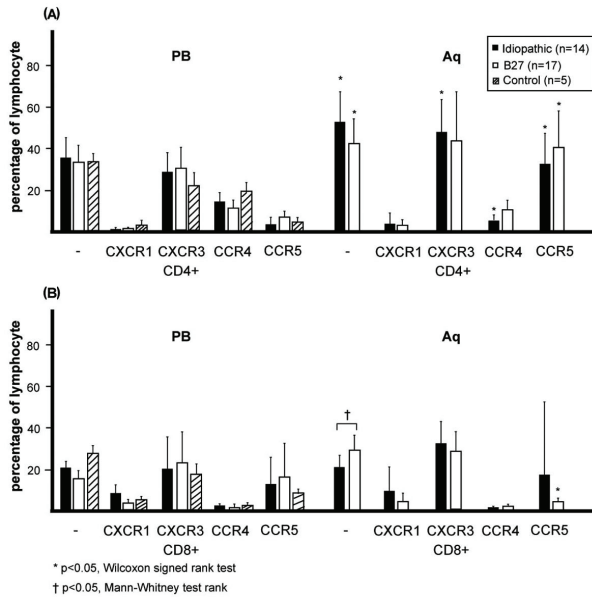 (A)
PB
Aq
Idiopathic (n=14)
B27 (n=17)
Control (n=5)
percentage of lymphocyte
80
60
40
20
* * * * * *
- CXCR1 CXCR3 CCR4 CCR5 - CXCR1 CXCR3 CCR4 CCR5
CD4+ CD4+
(B)
PB
Aq
percentage of lymphocyte
80
60
40
20
†
*
- CXCR1 CXCR3 CCR4 CCR5 - CXCR1 CXCR3 CCR4 CCR5
CD8+ CD8+
* p<0.05, Wilcoxon signed rank test
† p<0.05, Mann-Whitney test rank